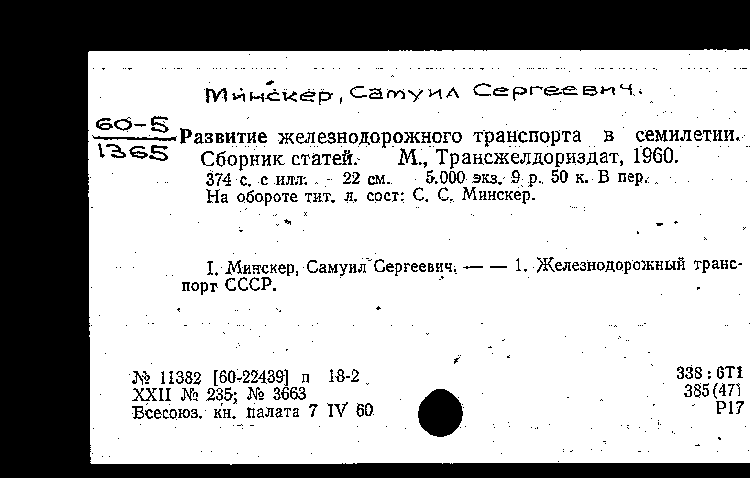 Минскер, Самуил Сергеевич.
60-5
1365
Развитие железнодорожного транспорта в семилетии.
Сборник статей. М., Трансжелдориздат, 1960.
374 с. с илл. 22 см. 5.000 экз. 9 р. 50 к. В пер.
На обороте тит. л. сост: С. С. Минскер.
I. Минскер, Самуил Сергеевич. — — 1. Железнодорожный транс-
порт СССР.
№ 11382 [60-22439] п 18-2
338 : 6Т1
XXII № 235; № 3663
385(47)
Всесоюз. кн. палата 7 IV 60
Р17